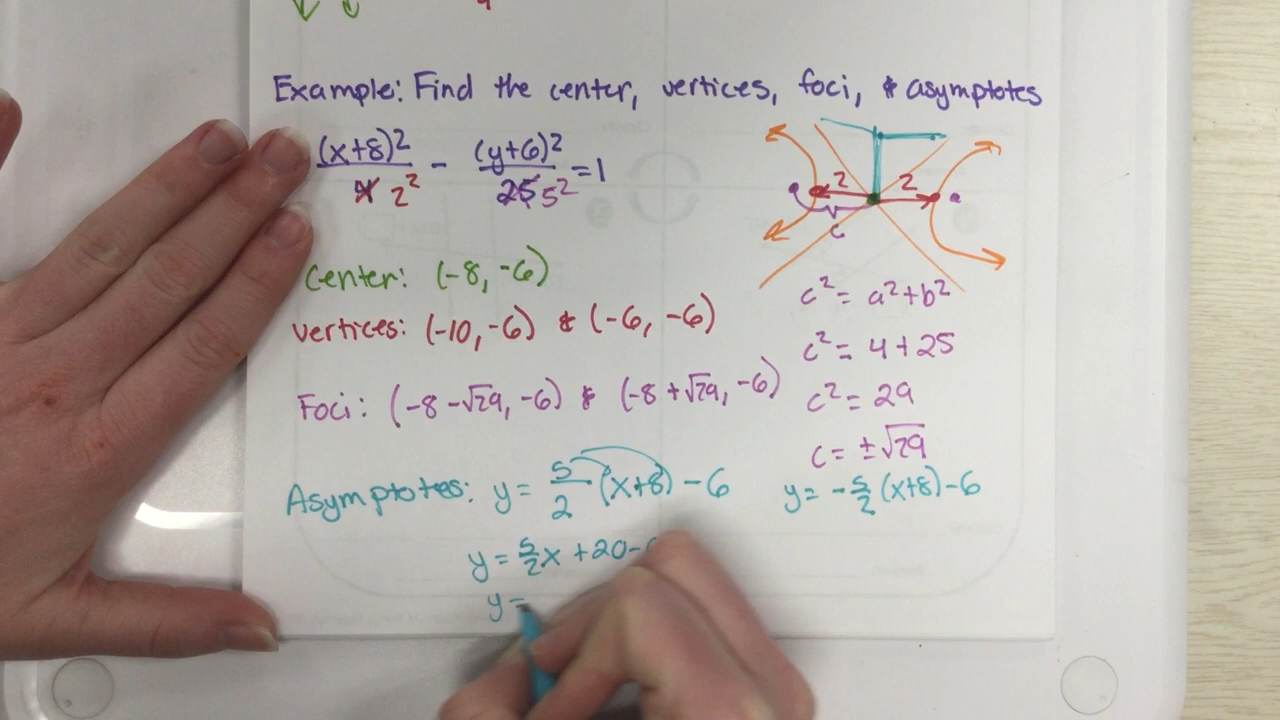 Example: Find the center, vertices, foci, & asymptotes
(x+8)²/4 2² - (y+6)²/25 5² = 1
2 2
c
center: (-8, -6)
c² = a² + b²
vertices: (-10, -6) & (-6, -6)
c² = 4 + 25
Foci: (-8 - √29, -6) & (-8 + √29, -6)
c² = 29
c = ± √29
Asymptotes: y = 5/2 (x+8) - 6
y = -5/2 (x+8) - 6
y = 5/2 x + 20 -
y =